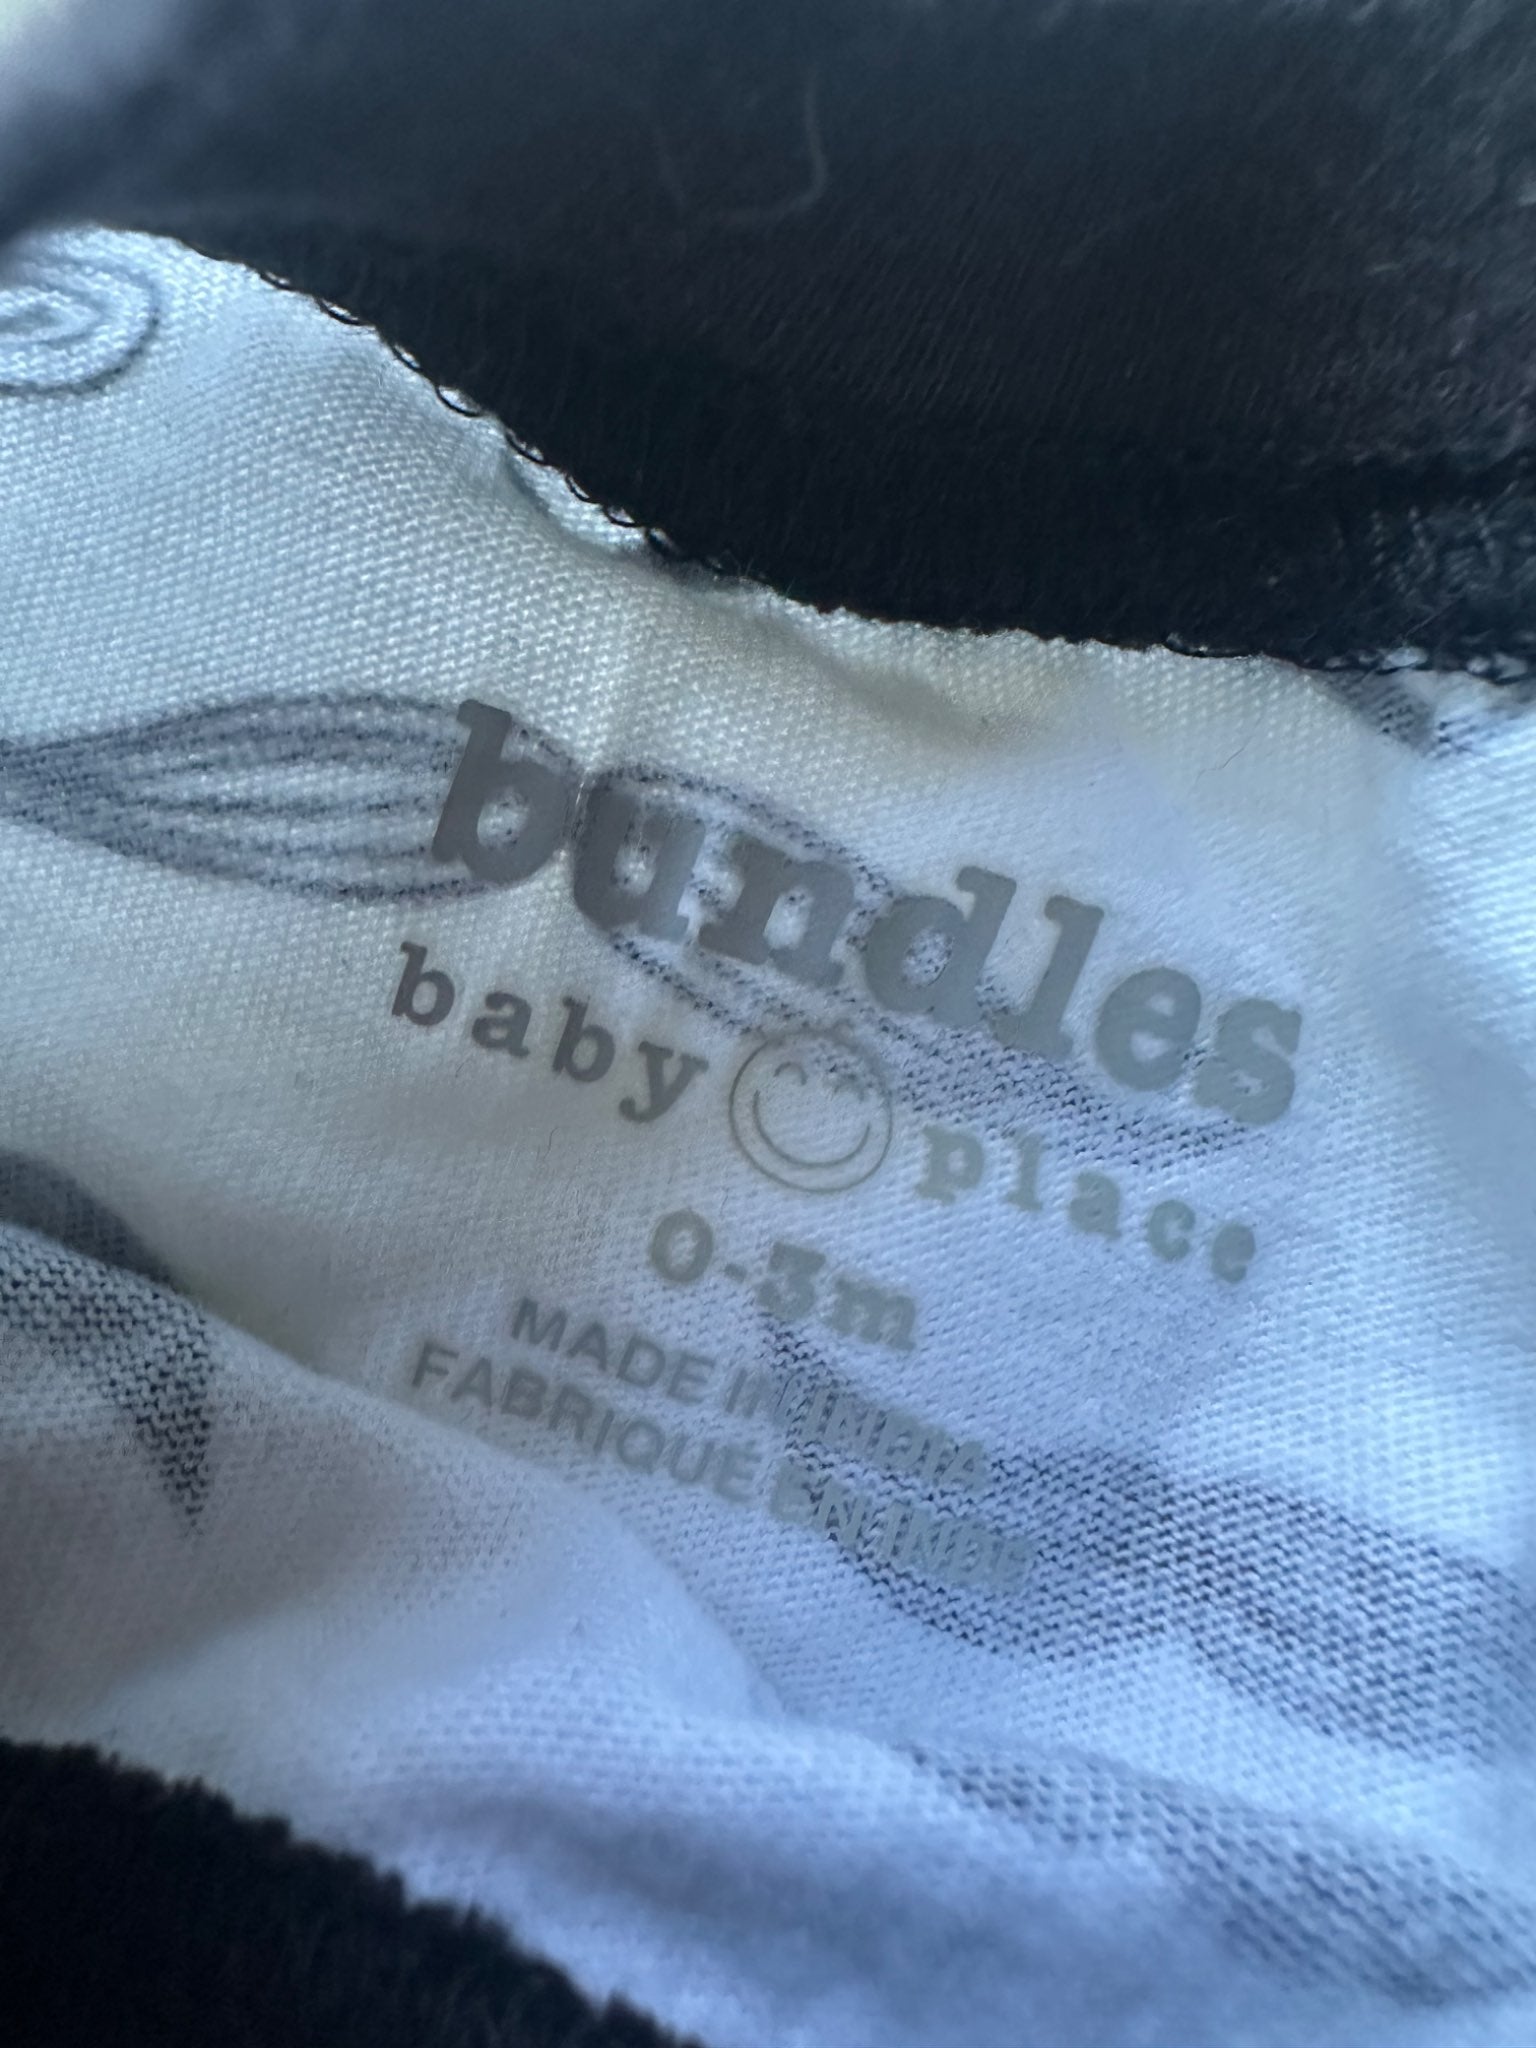 bundles
baby place
0-3m
MADE IN INDIA
FABRIQUÉ EN INDE